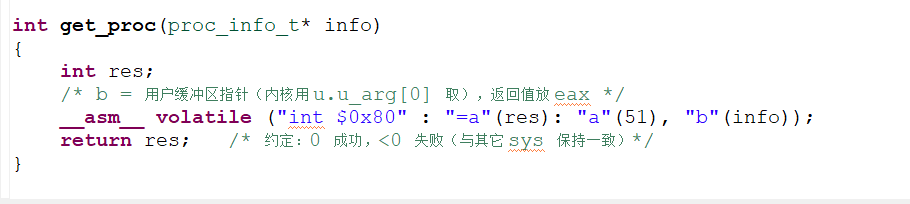 int get_proc(proc_info_t* info)
{
    int res;
    /* b = 用户缓冲区指针（内核用u.u_arg[0] 取），返回值放eax */
    __asm__ volatile ("int $0x80" : "=a"(res): "a"(51), "b"(info));
    return res;   /* 约定：0 成功，<0 失败（与其它sys 保持一致）*/
}